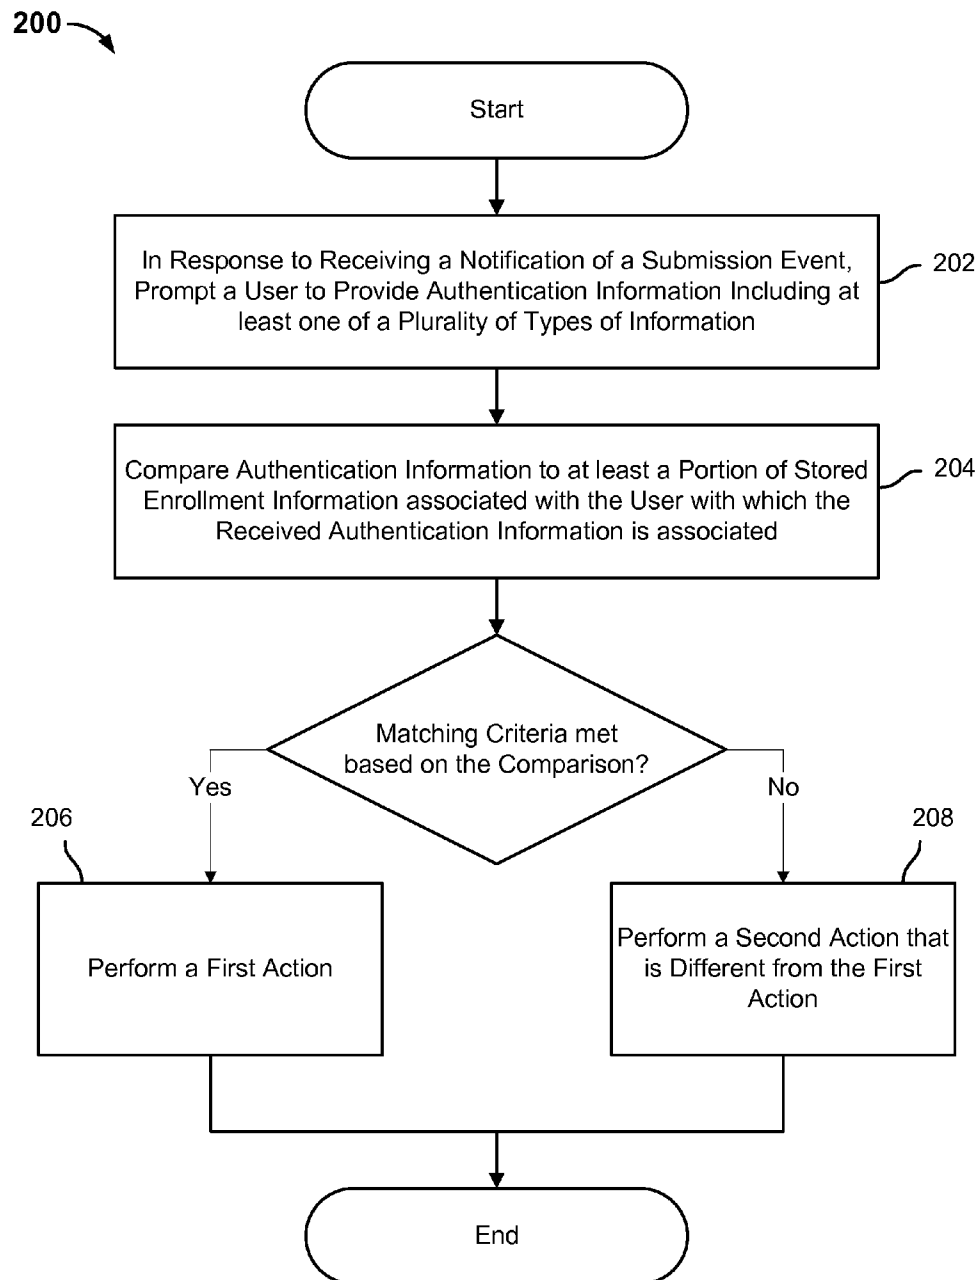 200
Start
In Response to Receiving a Notification of a Submission Event,
Prompt a User to Provide Authentication Information Including at
least one of a Plurality of Types of Information
202
Compare Authentication Information to at least a Portion of Stored
Enrollment Information associated with the User with which the
Received Authentication Information is associated
204
Matching Criteria met
based on the Comparison?
Yes
No
206
208
Perform a First Action
Perform a Second Action that
is Different from the First
Action
End